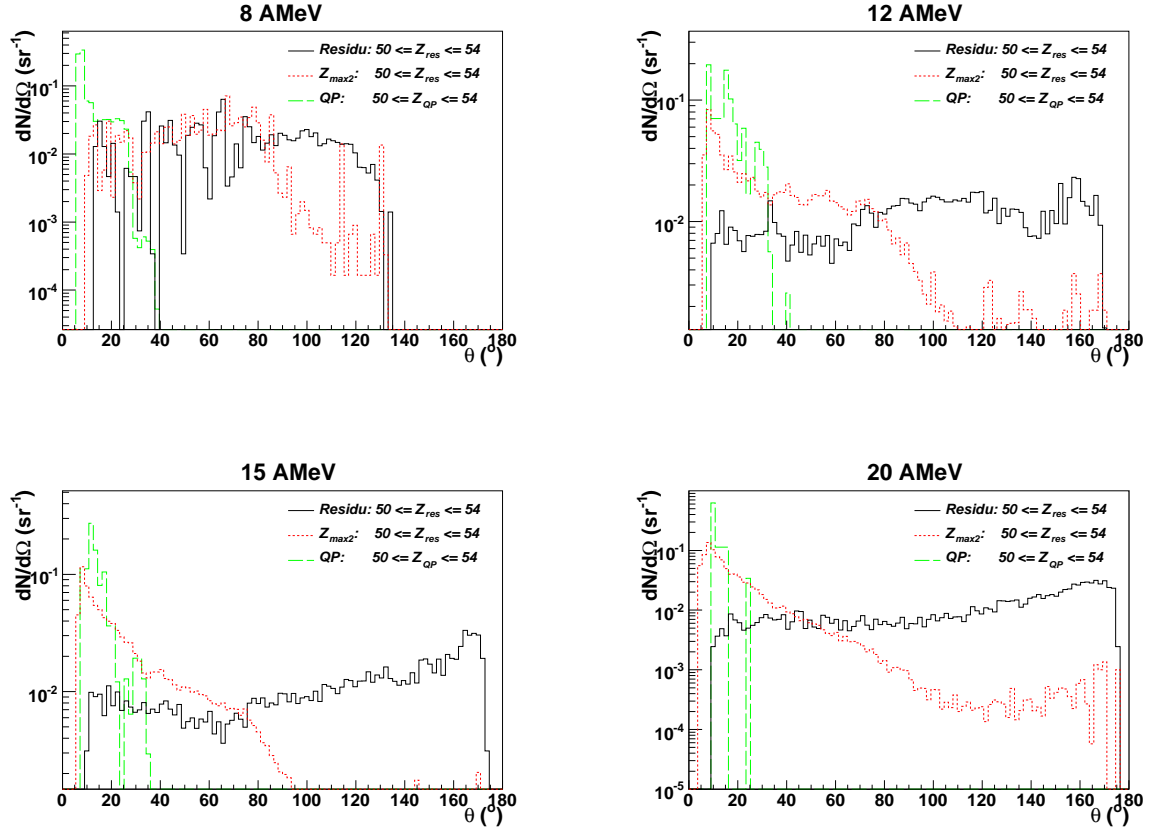 8 AMeV
dN/dΩ (sr⁻¹)
Residu: 50 <= Z_res <= 54
Z_max2: 50 <= Z_res <= 54
QP: 50 <= Z_QP <= 54
10⁻¹
10⁻²
10⁻³
10⁻⁴
0 20 40 60 80 100 120 140 160 180
θ (°)
12 AMeV
dN/dΩ (sr⁻¹)
Residu: 50 <= Z_res <= 54
Z_max2: 50 <= Z_res <= 54
QP: 50 <= Z_QP <= 54
10⁻¹
10⁻²
0 20 40 60 80 100 120 140 160 180
θ (°)
15 AMeV
dN/dΩ (sr⁻¹)
Residu: 50 <= Z_res <= 54
Z_max2: 50 <= Z_res <= 54
QP: 50 <= Z_QP <= 54
10⁻¹
10⁻²
0 20 40 60 80 100 120 140 160 180
θ (°)
20 AMeV
dN/dΩ (sr⁻¹)
Residu: 50 <= Z_res <= 54
Z_max2: 50 <= Z_res <= 54
QP: 50 <= Z_QP <= 54
10⁻¹
10⁻²
10⁻³
10⁻⁴
10⁻⁵
0 20 40 60 80 100 120 140 160 180
θ (°)